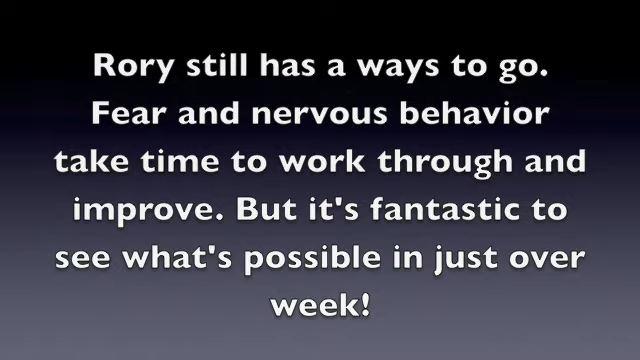 Rory still has a ways to go.
Fear and nervous behavior
take time to work through and
improve. But it's fantastic to
see what's possible in just over
week!